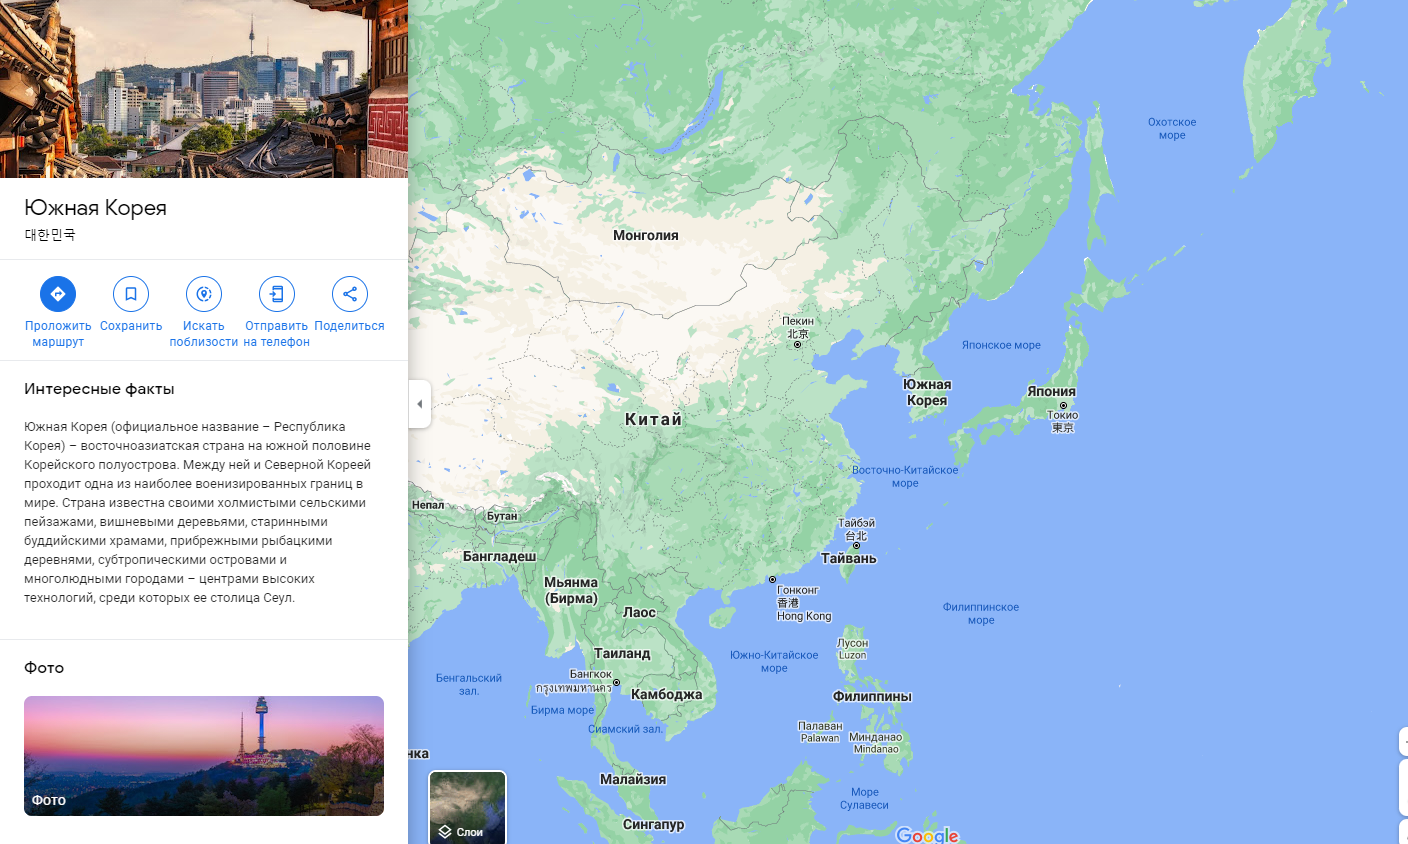 Южная Корея
대한민국
Проложить
маршрут
Сохранить
Искать
поблизости
Отправить
на телефон
Поделиться
Интересные факты
Южная Корея (официальное название – Республика
Корея) – восточноазиатская страна на южной половине
Корейского полуострова. Между ней и Северной Кореей
проходит одна из наиболее военизированных границ в
мире. Страна известна своими холмистыми сельскими
пейзажами, вишневыми деревьями, старинными
буддийскими храмами, прибрежными рыбацкими
деревнями, субтропическими островами и
многолюдными городами – центрами высоких
технологий, среди которых ее столица Сеул.
Фото
Фото
Охотское
море
Монголия
Пекин
北京
Японское море
Южная
Корея
Япония
Токио
東京
Китай
Восточно-Китайское
море
Непал
Бутан
Тайбэй
台北
Бангладеш
Тайвань
Мьянма
(Бирма)
Гонконг
香港
Hong Kong
Лаос
Филиппинское
море
Лусон
Luzon
Таиланд
Южно-Китайское
море
Бангкок
กรุงเทพมหานคร
Бенгальский
зал.
Камбоджа
Филиппины
Бирма море
Сиамский зал.
Палаван
Palawan
Минданао
Mindanao
нка
Малайзия
Море
Сулавеси
Сингапур
Слои
Google